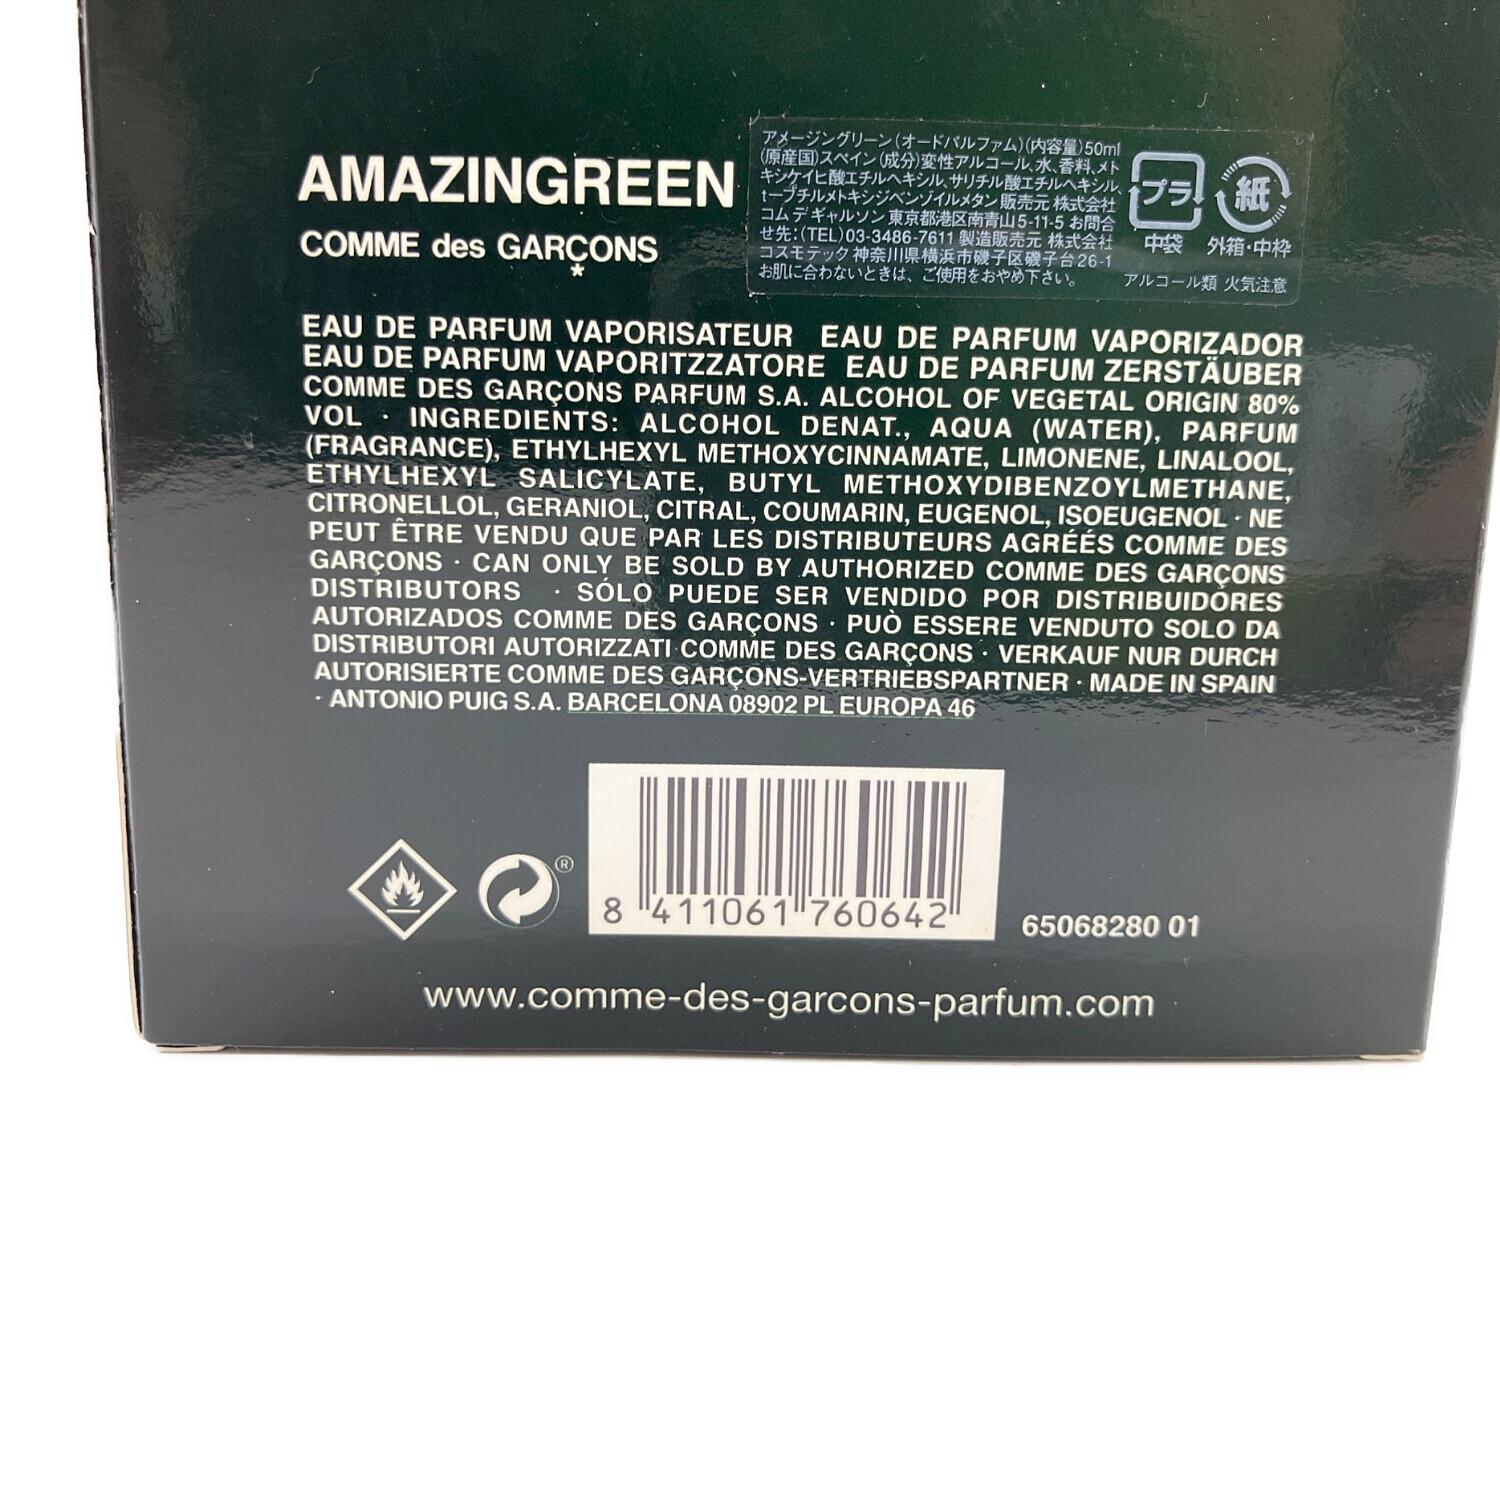 AMAZINGREEN
COMME des GARÇONS
*
アメージングリーン(オードパルファム)(内容量)50ml
(原産国)スペイン(成分)変性アルコール、水、香料、メト
キシケイヒ酸エチルヘキシル、サリチル酸エチルヘキシル、
t-ブチルメトキシジベンゾイルメタン 販売元 株式会社
コム デ ギャルソン 東京都港区南青山5-11-5 お問合
せ先:(TEL)03-3486-7611 製造販売元 株式会社
コスモテック 神奈川県横浜市磯子区磯子台26-1
お肌に合わないときは、ご使用をおやめ下さい。
プラ 紙
中袋 外箱・中枠
アルコール類 火気注意
EAU DE PARFUM VAPORISATEUR EAU DE PARFUM VAPORIZADOR
EAU DE PARFUM VAPORITZZATORE EAU DE PARFUM ZERSTÄUBER
COMME DES GARÇONS PARFUM S.A. ALCOHOL OF VEGETAL ORIGIN 80%
VOL · INGREDIENTS: ALCOHOL DENAT., AQUA (WATER), PARFUM
(FRAGRANCE), ETHYLHEXYL METHOXYCINNAMATE, LIMONENE, LINALOOL,
ETHYLHEXYL SALICYLATE, BUTYL METHOXYDIBENZOYLMETHANE,
CITRONELLOL, GERANIOL, CITRAL, COUMARIN, EUGENOL, ISOEUGENOL · NE
PEUT ÊTRE VENDU QUE PAR LES DISTRIBUTEURS AGRÉÉS COMME DES
GARÇONS · CAN ONLY BE SOLD BY AUTHORIZED COMME DES GARÇONS
DISTRIBUTORS · SÓLO PUEDE SER VENDIDO POR DISTRIBUIDORES
AUTORIZADOS COMME DES GARÇONS · PUÒ ESSERE VENDUTO SOLO DA
DISTRIBUTORI AUTORIZZATI COMME DES GARÇONS · VERKAUF NUR DURCH
AUTORISIERTE COMME DES GARÇONS-VERTRIEBSPARTNER · MADE IN SPAIN
· ANTONIO PUIG S.A. BARCELONA 08902 PL EUROPA 46
®
8 411061 760642
65068280 01
www.comme-des-garcons-parfum.com